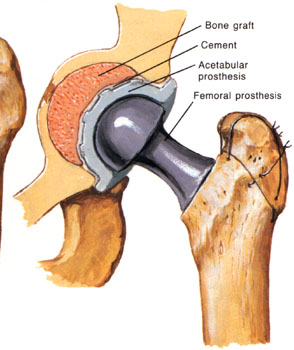 Bone graft
Cement
Acetabular
prosthesis
Femoral prosthesis